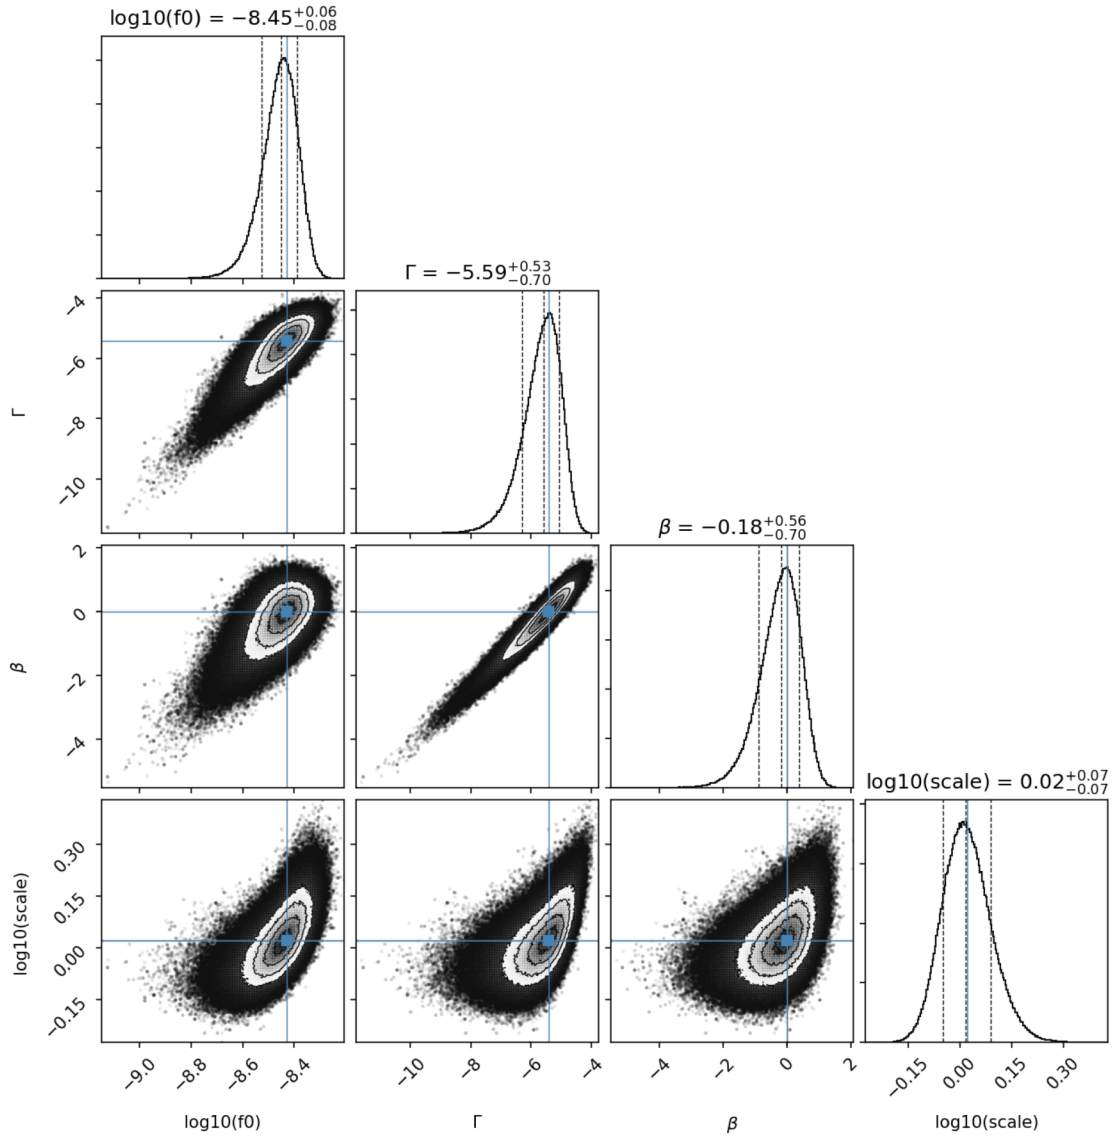 log10(f0) = −8.45+0.06−0.08
Γ = −5.59+0.53−0.70
−4
−6
−8
−10
Γ
β = −0.18+0.56−0.70
2
0
−2
−4
β
log10(scale) = 0.02+0.07−0.07
0.30
0.15
0.00
−0.15
log10(scale)
−9.0 −8.8 −8.6 −8.4
−10 −8 −6 −4
−4 −2 0 2
−0.15 0.00 0.15 0.30
log10(f0) Γ β log10(scale)